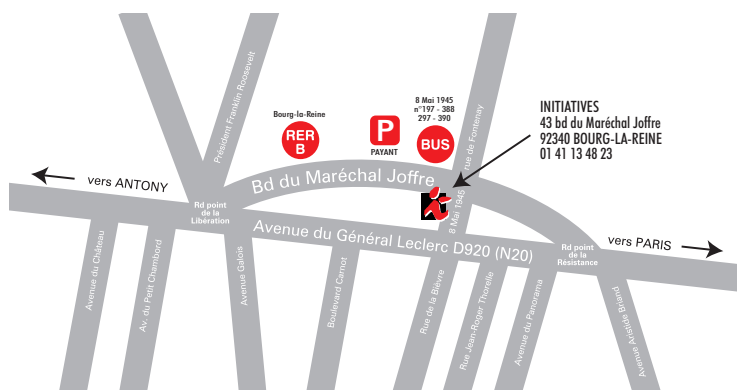 Président Franklin Roosevelt
Bourg-la-Reine
RER
B
P
PAYANT
8 Mai 1945
n°197 - 388
297 - 390
BUS
rue de Fontenay
INITIATIVES
43 bd du Maréchal Joffre
92340 BOURG-LA-REINE
01 41 13 48 23
vers ANTONY
Bd du Maréchal Joffre
8 Mai 1945
Rd point
de la
Libération
Avenue du Général Leclerc D920 (N20)
Rd point
de la
Résistance
vers PARIS
Avenue du Château
Av. du Petit Chambord
Avenue Galois
Boulevard Carnot
Rue de la Bièvre
Rue Jean-Roger Thorelle
Avenue du Panorama
Avenue Aristide Briand